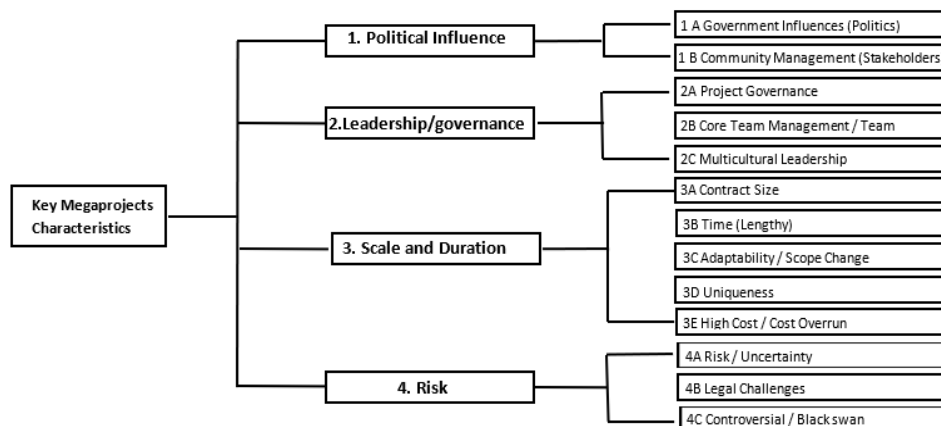 1. Political Influence
1 A Government Influences (Politics)
1 B Community Management (Stakeholders
2.Leadership/governance
2A Project Governance
2B Core Team Management / Team
2C Multicultural Leadership
Key Megaprojects
Characteristics
3. Scale and Duration
3A Contract Size
3B Time (Lengthy)
3C Adaptability / Scope Change
3D Uniqueness
3E High Cost / Cost Overrun
4. Risk
4A Risk / Uncertainty
4B Legal Challenges
4C Controversial / Black swan